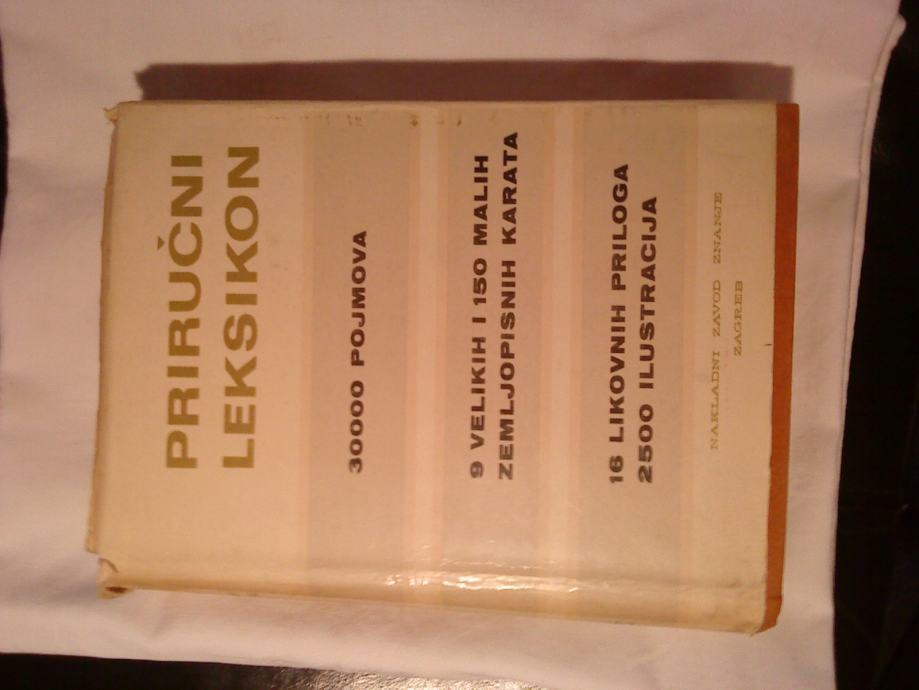 PRIRUČNI
LEKSIKON
30000 POJMOVA
9 VELIKIH I 150 MALIH
ZEMLJOPISNIH KARATA
16 LIKOVNIH PRILOGA
2500 ILUSTRACIJA
NAKLADNI ZAVOD ZNANJE
ZAGREB